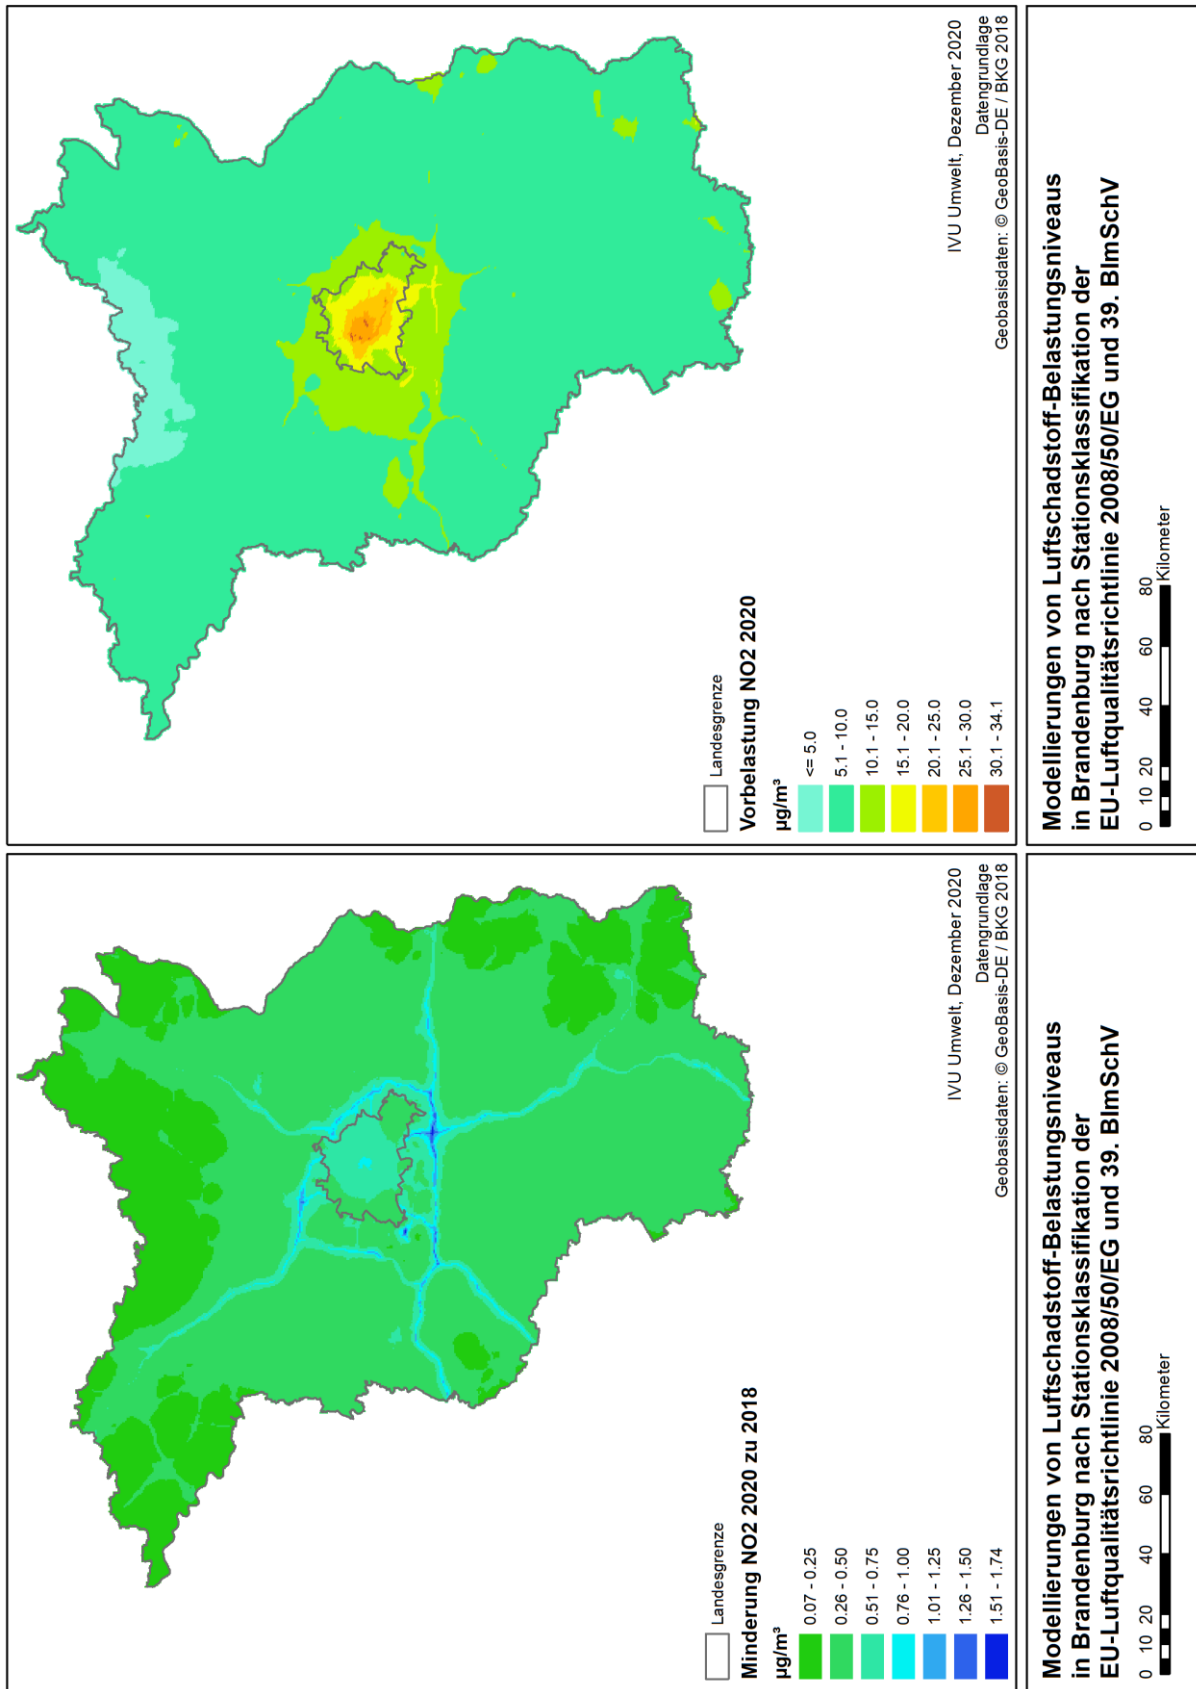 Landesgrenze
Minderung NO2 2020 zu 2018
µg/m³
0.07 - 0.25
0.26 - 0.50
0.51 - 0.75
0.76 - 1.00
1.01 - 1.25
1.26 - 1.50
1.51 - 1.74
IVU Umwelt, Dezember 2020
Datengrundlage
Geobasisdaten: © GeoBasis-DE / BKG 2018
Modellierungen von Luftschadstoff-Belastungsniveaus
in Brandenburg nach Stationsklassifikation der
EU-Luftqualitätsrichtlinie 2008/50/EG und 39. BImSchV
0 10 20 40 60 80
Kilometer
Landesgrenze
Vorbelastung NO2 2020
µg/m³
<= 5.0
5.1 - 10.0
10.1 - 15.0
15.1 - 20.0
20.1 - 25.0
25.1 - 30.0
30.1 - 34.1
IVU Umwelt, Dezember 2020
Datengrundlage
Geobasisdaten: © GeoBasis-DE / BKG 2018
Modellierungen von Luftschadstoff-Belastungsniveaus
in Brandenburg nach Stationsklassifikation der
EU-Luftqualitätsrichtlinie 2008/50/EG und 39. BImSchV
0 10 20 40 60 80
Kilometer